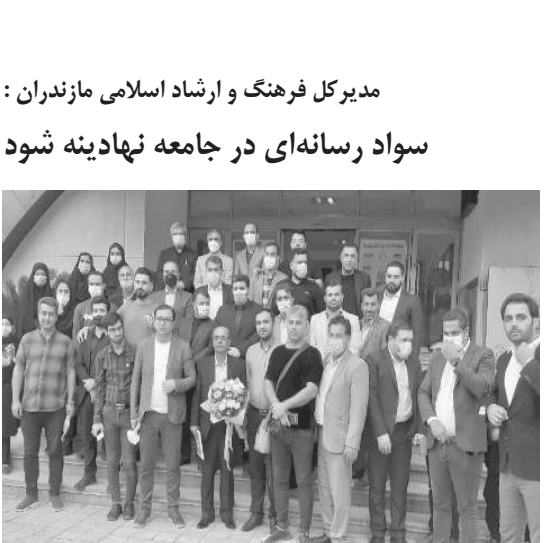 مدیرکل فرهنگ و ارشاد اسلامی مازندران :
سواد رسانه‌ای در جامعه نهادینه شود